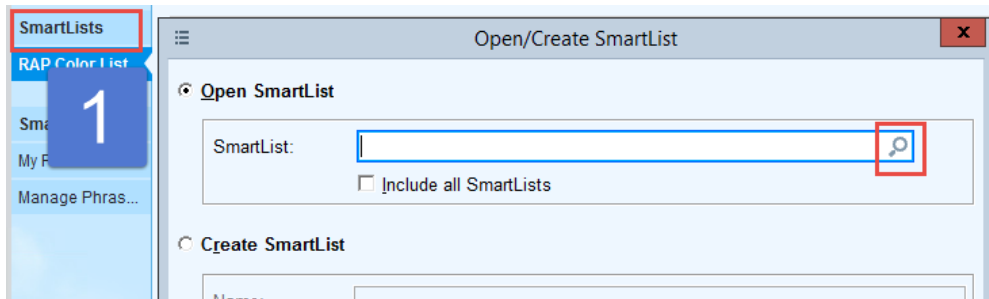 SmartLists
Open/Create SmartList
x
RAP Color List
Open SmartList
1
SmartList:
My
Include all SmartLists
Manage Phras...
Create SmartList
Name: